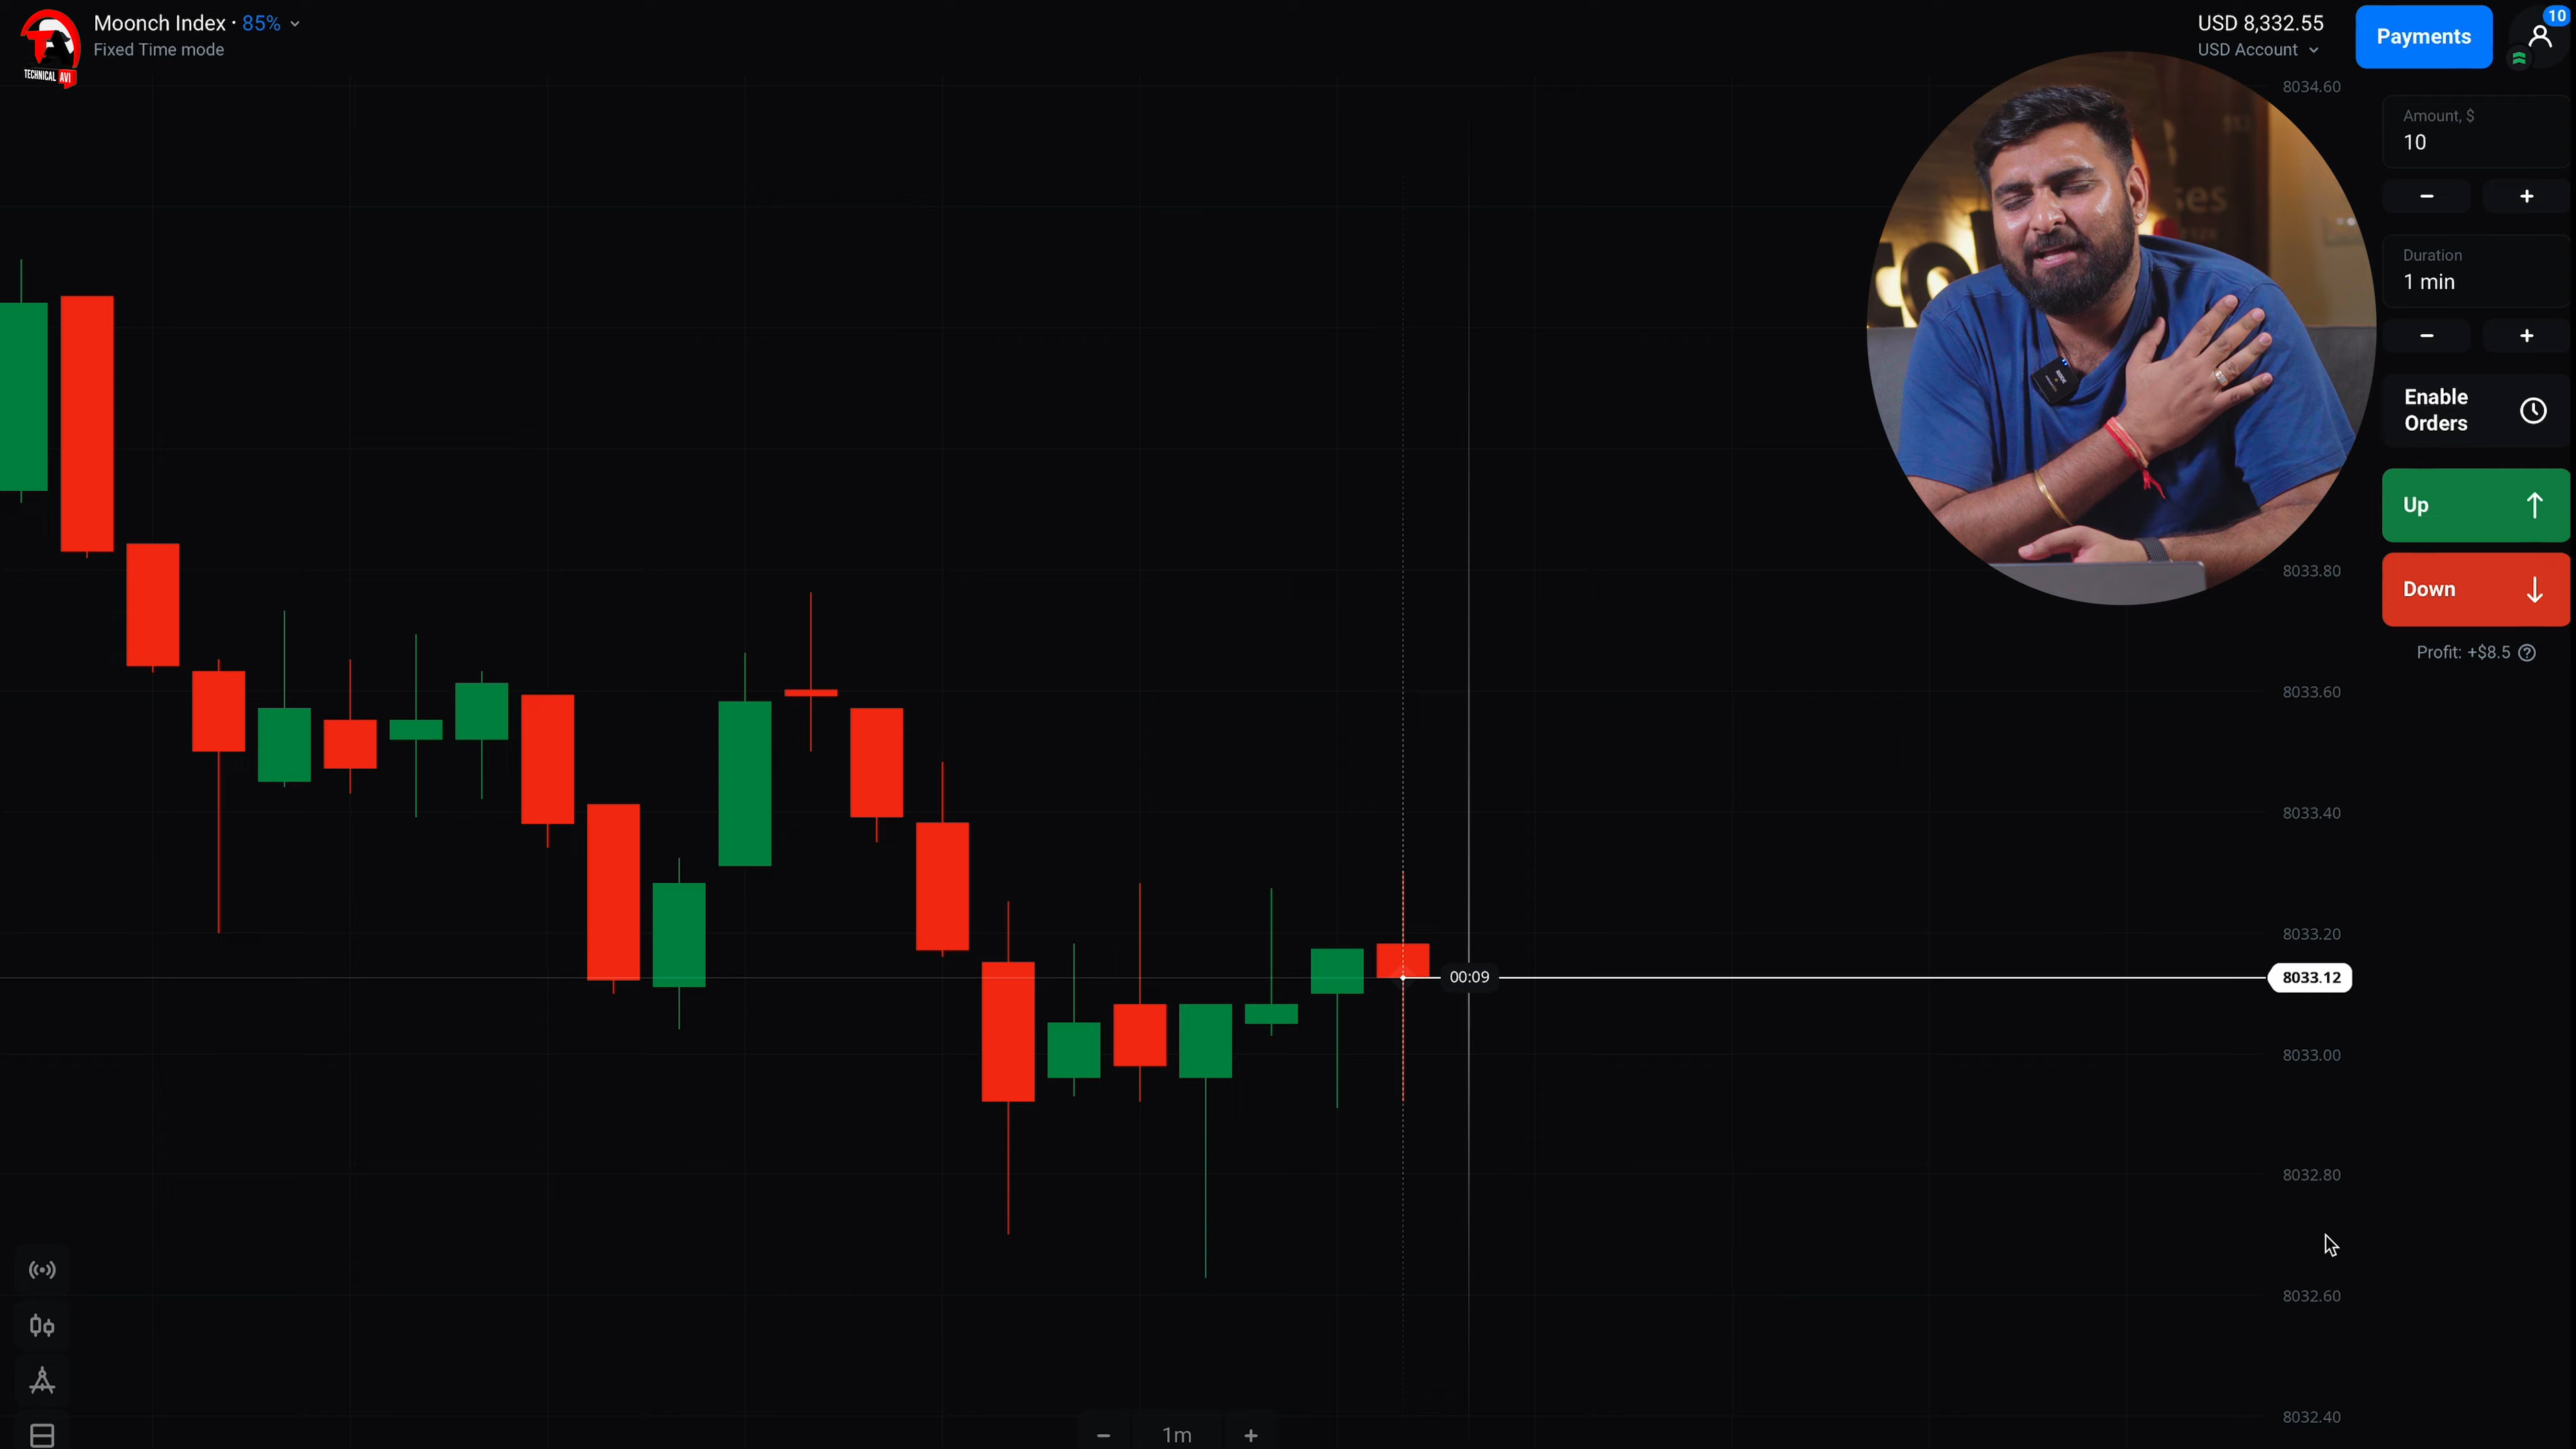 Moonch Index · 85%
Fixed Time mode
TECHNICAL AVI
USD 8,332.55
USD Account
Payments
10
Amount, $
10
Duration
1 min
Enable
Orders
Up
Down
Profit: +$8.5
8034.60
8033.80
8033.60
8033.40
8033.20
00:09
8033.12
8033.00
8032.80
8032.60
8032.40
1m